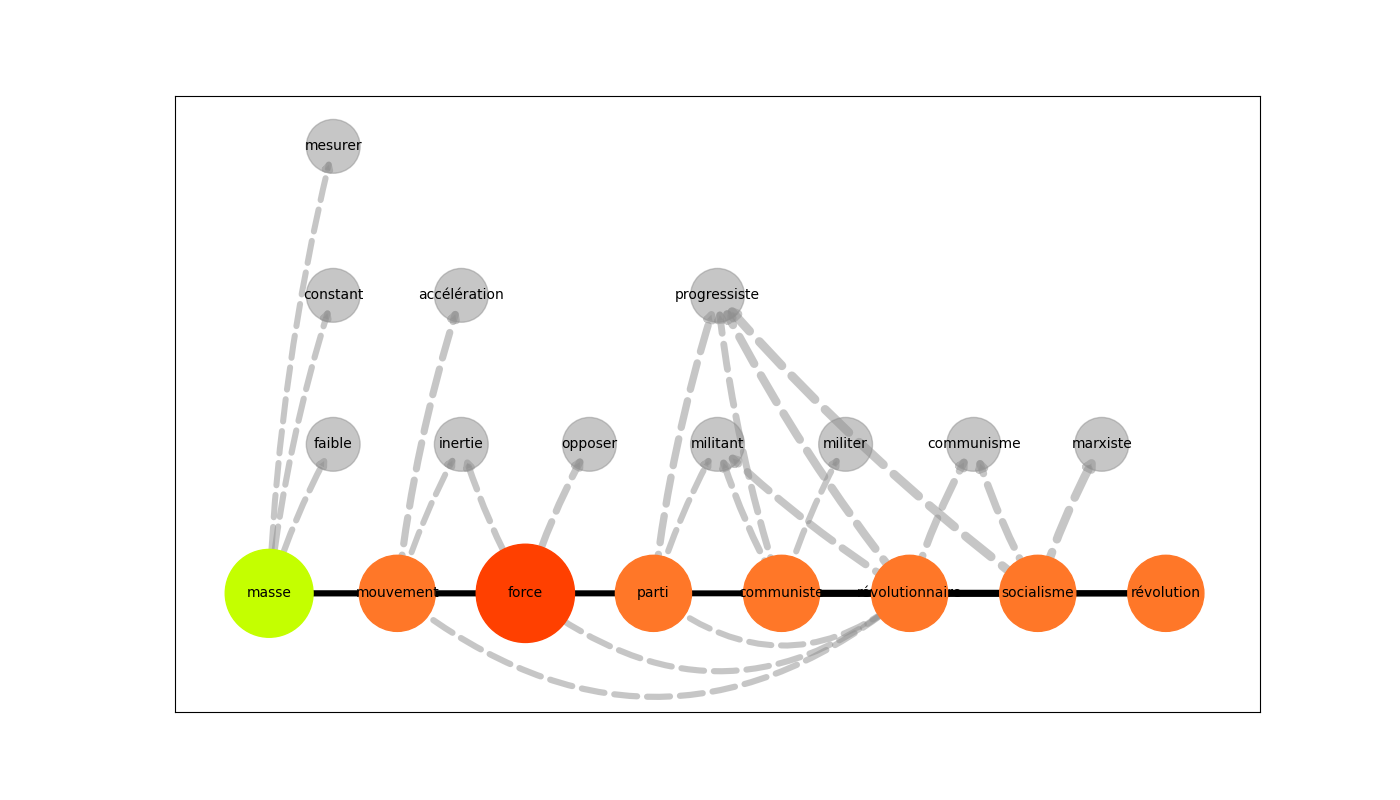 mesurer
constant
accélération
progressiste
faible
inertie
opposer
militant
militer
communisme
marxiste
masse
mouvement
force
parti
communiste
révolutionnaire
socialisme
révolution